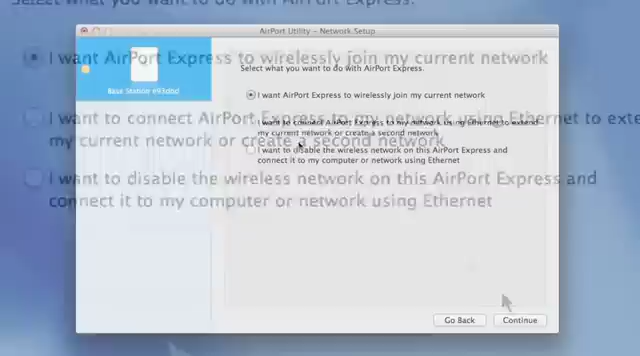 Select what you want to do with AirPort Express.
AirPort Utility – Network Setup
I want AirPort Express to wirelessly join my current network
Base Station
Select what you want to do with AirPort Express.
I want AirPort Express to wirelessly join my current network
I want to connect AirPort Express to my network using Ethernet to exte
my current network or create a second network
I want to connect AirPort Express to my network using Ethernet to extend
my current network or create a second network
I want to disable the wireless network on this AirPort Express and
connect it to my computer or network using Ethernet
I want to disable the wireless network on this AirPort Express and
connect it to my computer or network using Ethernet
Go Back
Continue